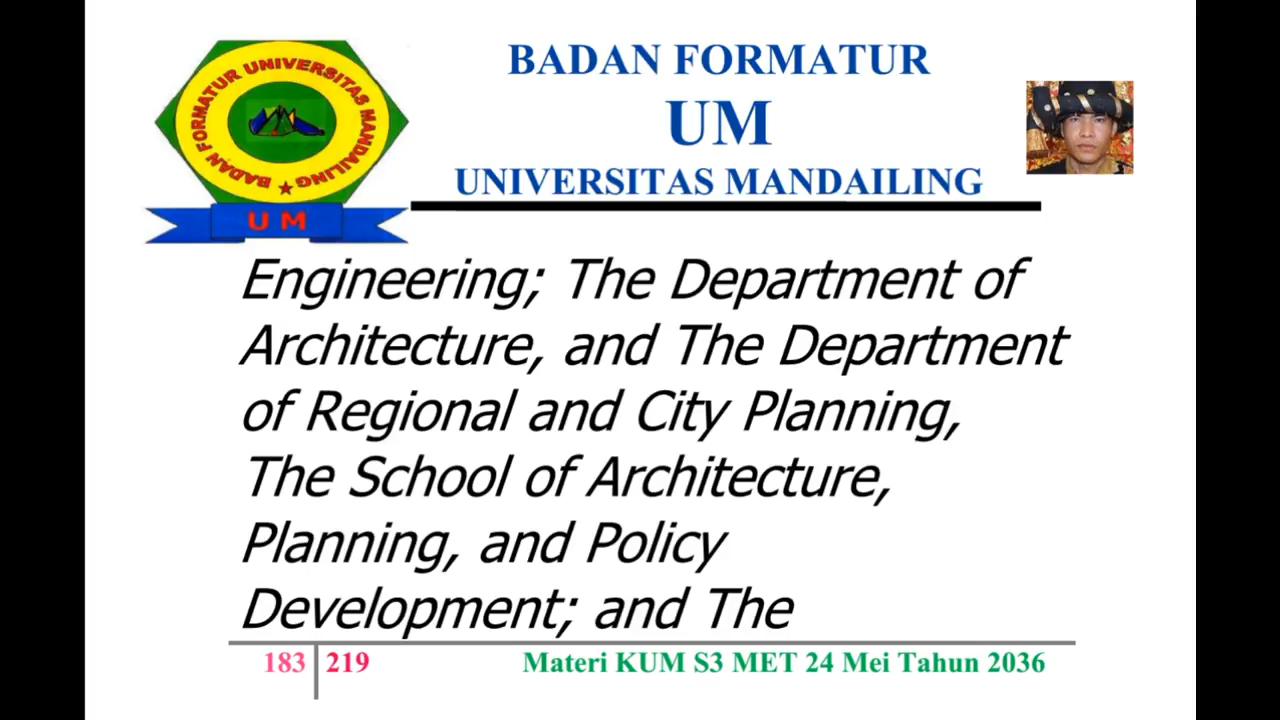 BADAN FORMATUR
UM
UNIVERSITAS MANDAILING
BADAN FORMATUR UNIVERSITAS MANDAILING
UM
Engineering; The Department of
Architecture, and The Department
of Regional and City Planning,
The School of Architecture,
Planning, and Policy
Development; and The
183 219 Materi KUM S3 MET 24 Mei Tahun 2036